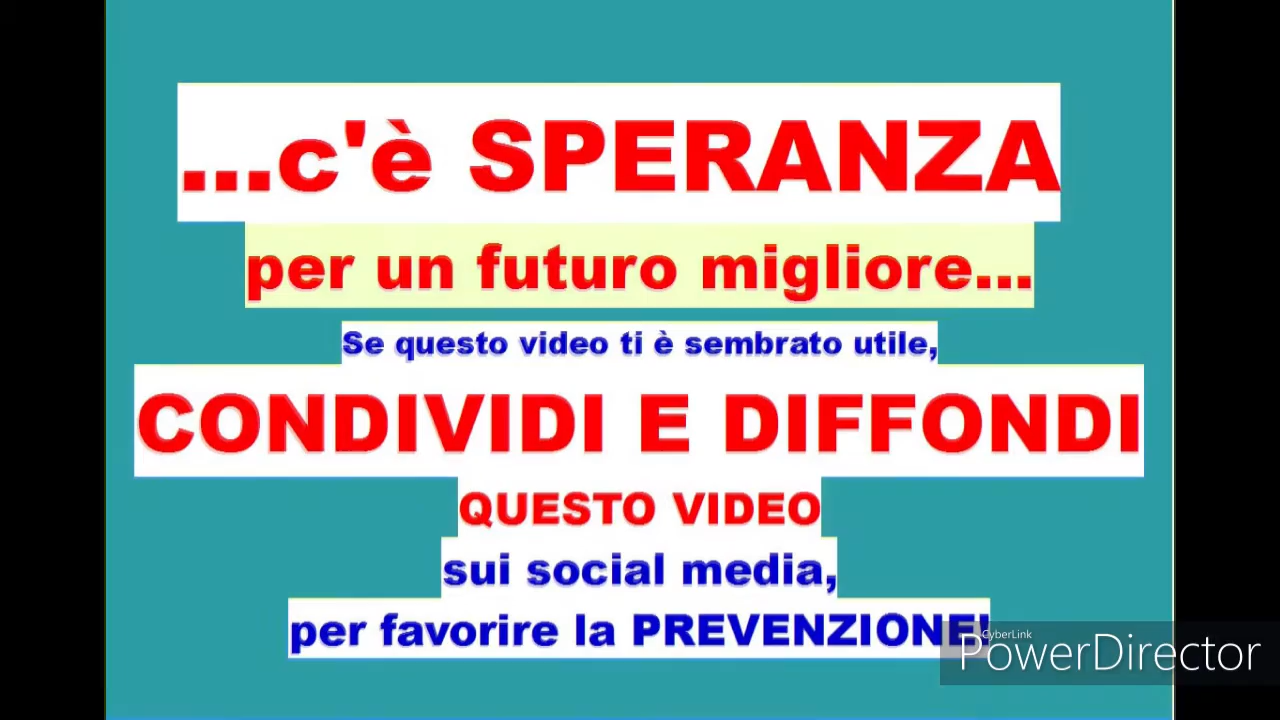 ...c'è SPERANZA
per un futuro migliore...
Se questo video ti è sembrato utile,
CONDIVIDI E DIFFONDI
QUESTO VIDEO
sui social media,
per favorire la PREVENZIONE!
CyberLink
PowerDirector